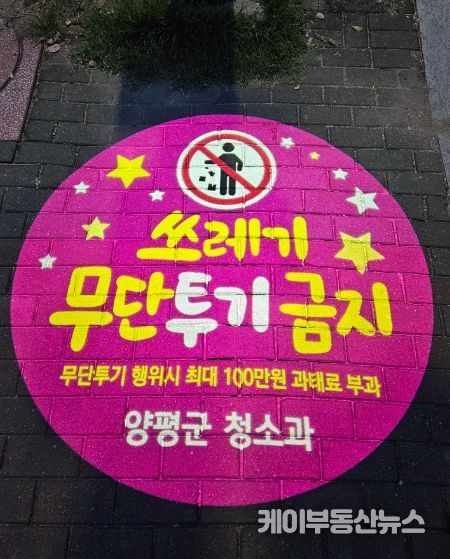 쓰레기
무단투기 금지
무단투기 행위시 최대 100만원 과태료 부과
양평군 청소과
케이부동산뉴스